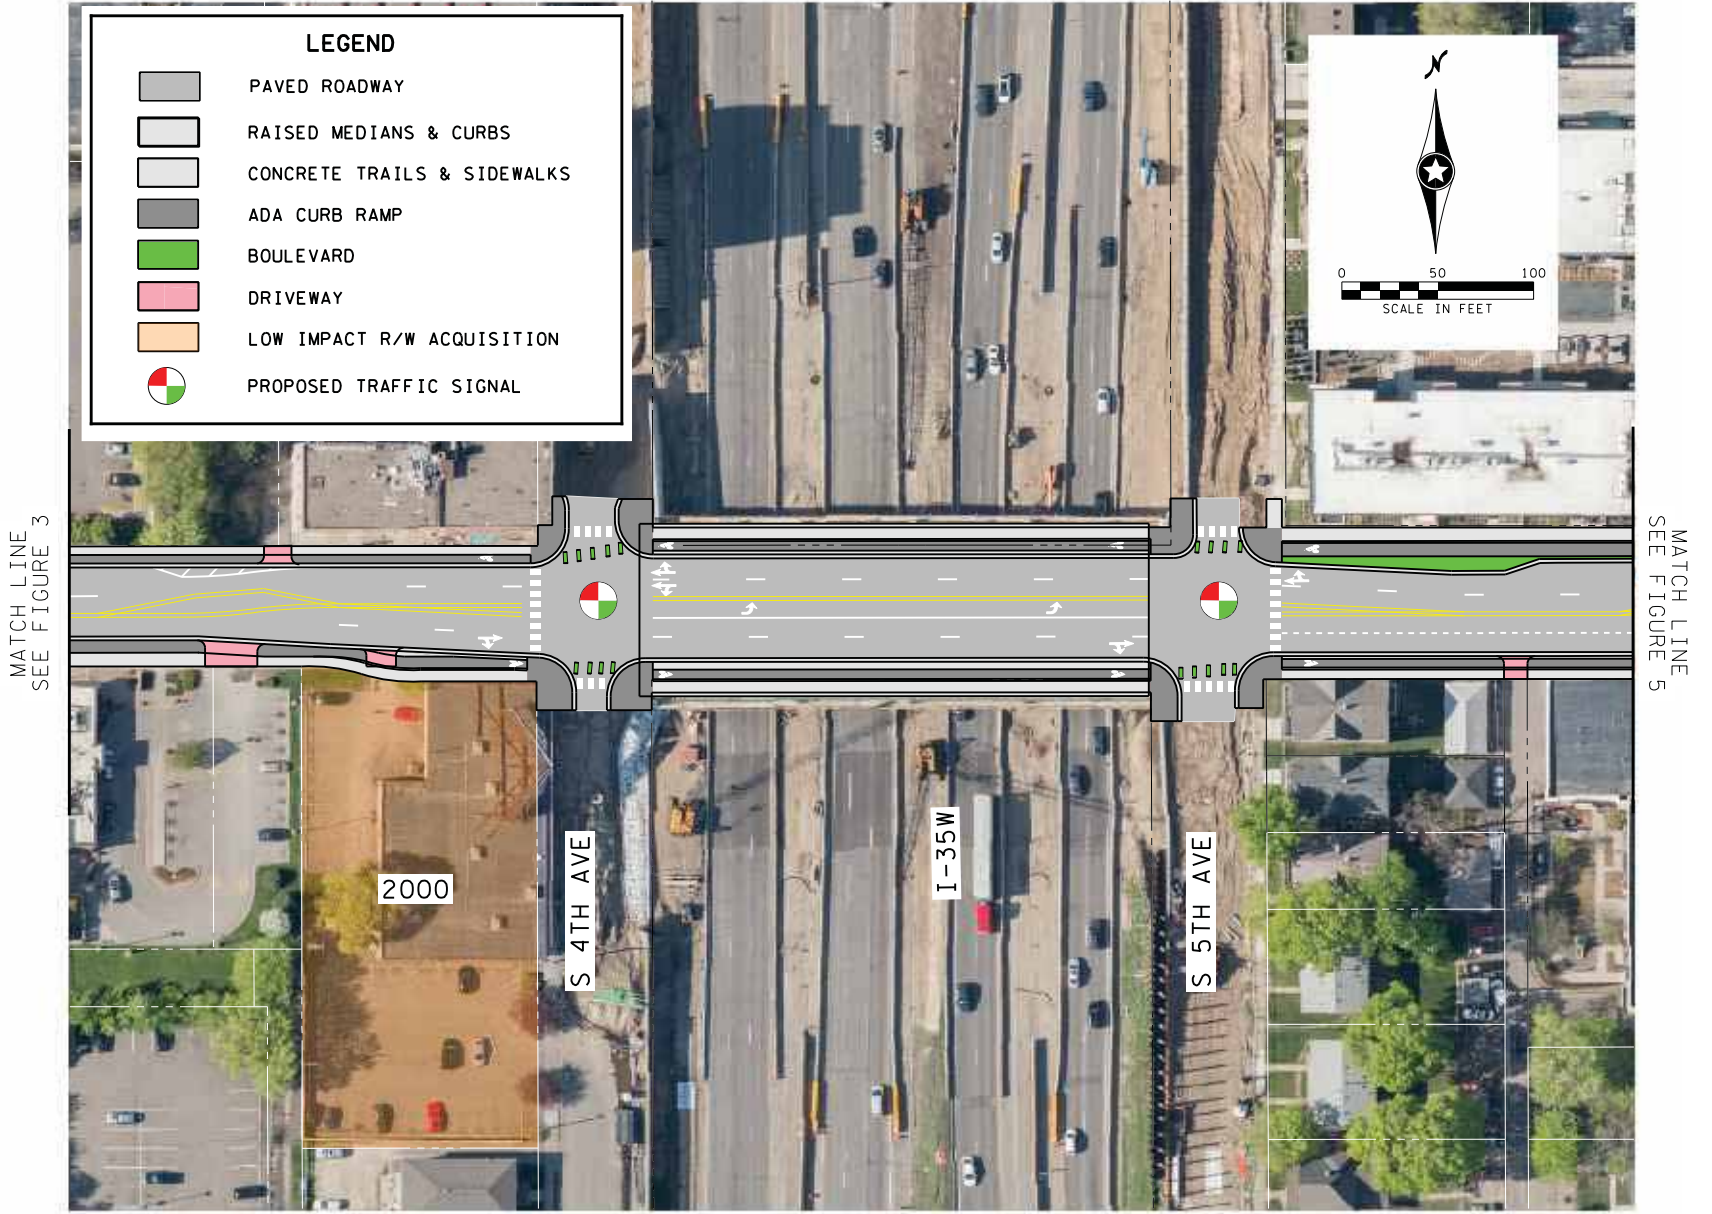 LEGEND
PAVED ROADWAY
RAISED MEDIANS & CURBS
CONCRETE TRAILS & SIDEWALKS
ADA CURB RAMP
BOULEVARD
DRIVEWAY
LOW IMPACT R/W ACQUISITION
PROPOSED TRAFFIC SIGNAL
N
0 50 100
SCALE IN FEET
MATCH LINE
SEE FIGURE 3
MATCH LINE
SEE FIGURE 5
2000
S 4TH AVE
I-35W
S 5TH AVE